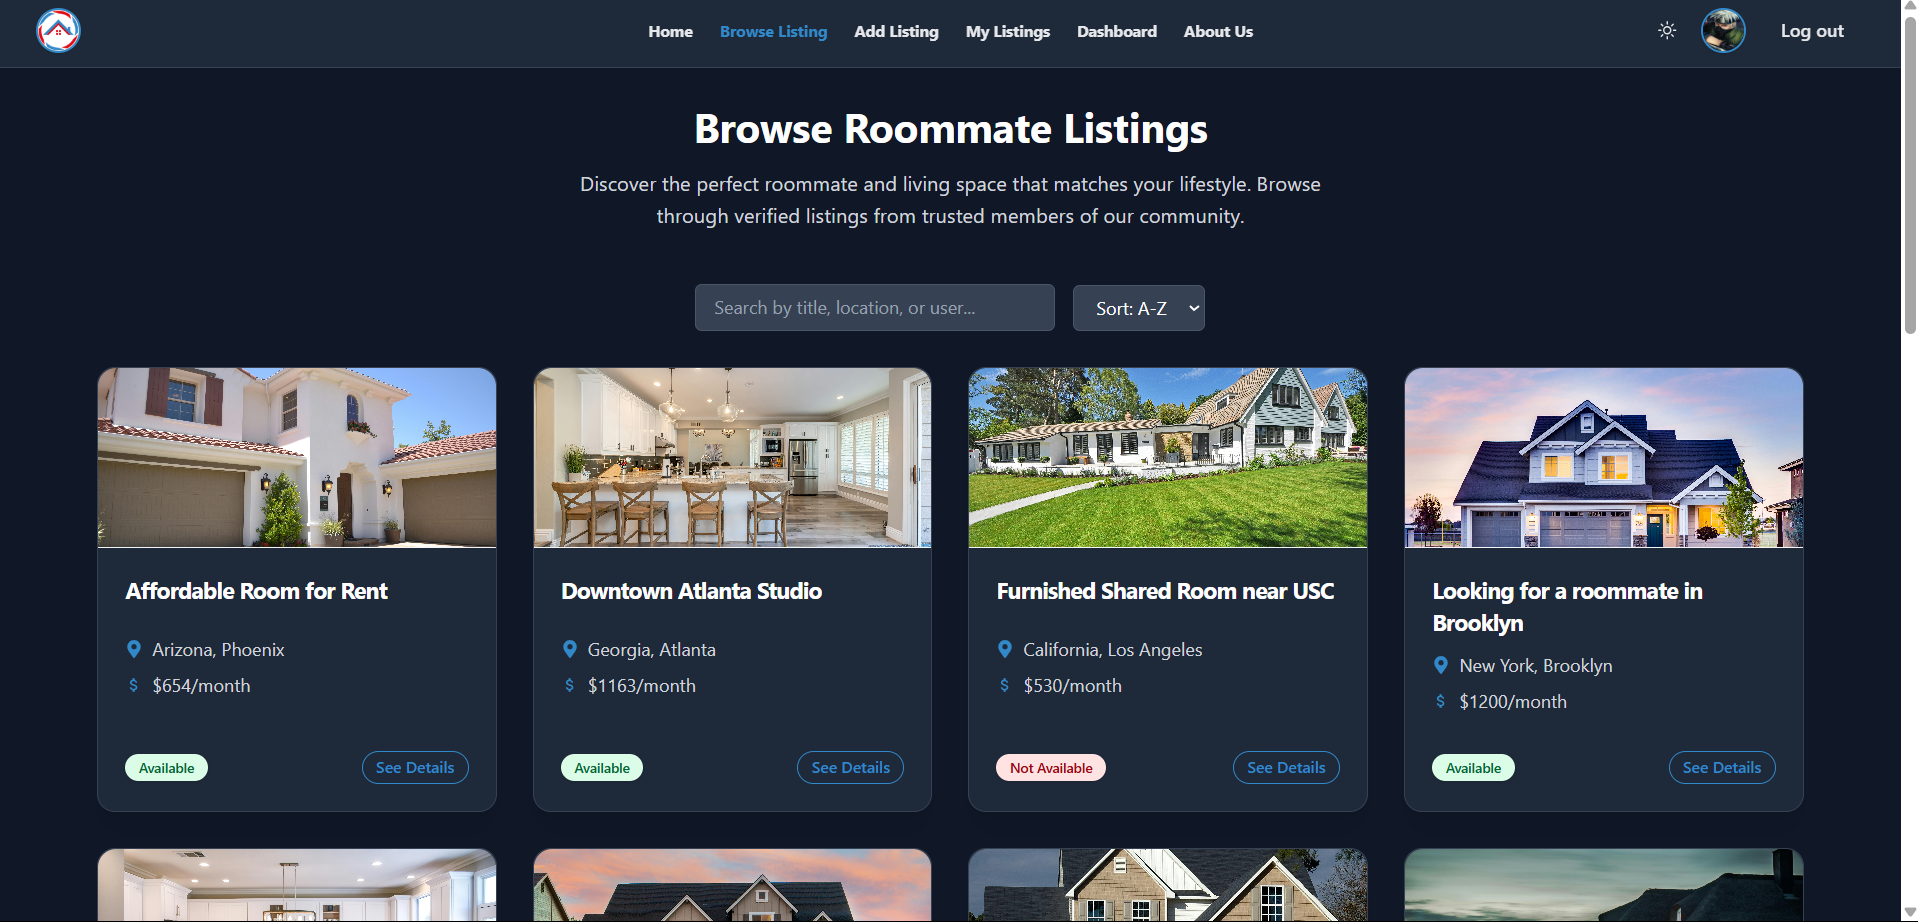 Home Browse Listing Add Listing My Listings Dashboard About Us Log out
Browse Roommate Listings
Discover the perfect roommate and living space that matches your lifestyle. Browse
through verified listings from trusted members of our community.
Search by title, location, or user...
Sort: A-Z
Affordable Room for Rent
Arizona, Phoenix
$ $654/month
Available
See Details
Downtown Atlanta Studio
Georgia, Atlanta
$ $1163/month
Available
See Details
Furnished Shared Room near USC
California, Los Angeles
$ $530/month
Not Available
See Details
Looking for a roommate in
Brooklyn
New York, Brooklyn
$ $1200/month
Available
See Details